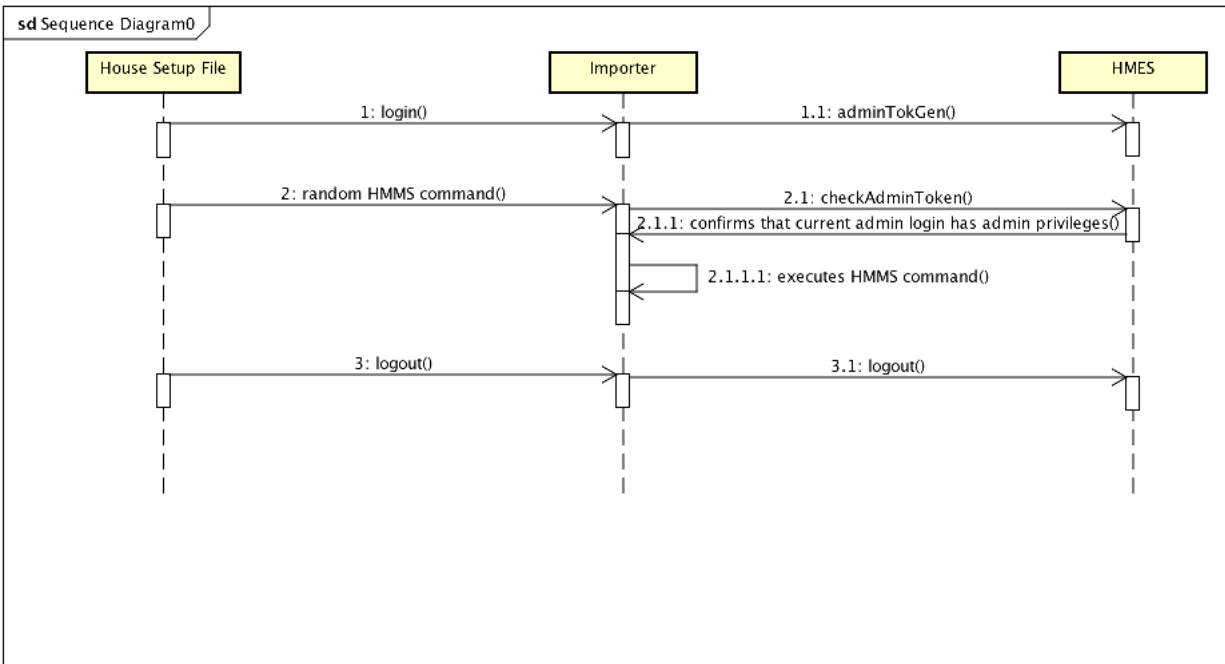 sd Sequence Diagram0
House Setup File
Importer
HMES
1: login()
1.1: adminTokGen()
2: random HMMS command()
2.1: checkAdminToken()
2.1.1: confirms that current admin login has admin privileges()
2.1.1.1: executes HMMS command()
3: logout()
3.1: logout()